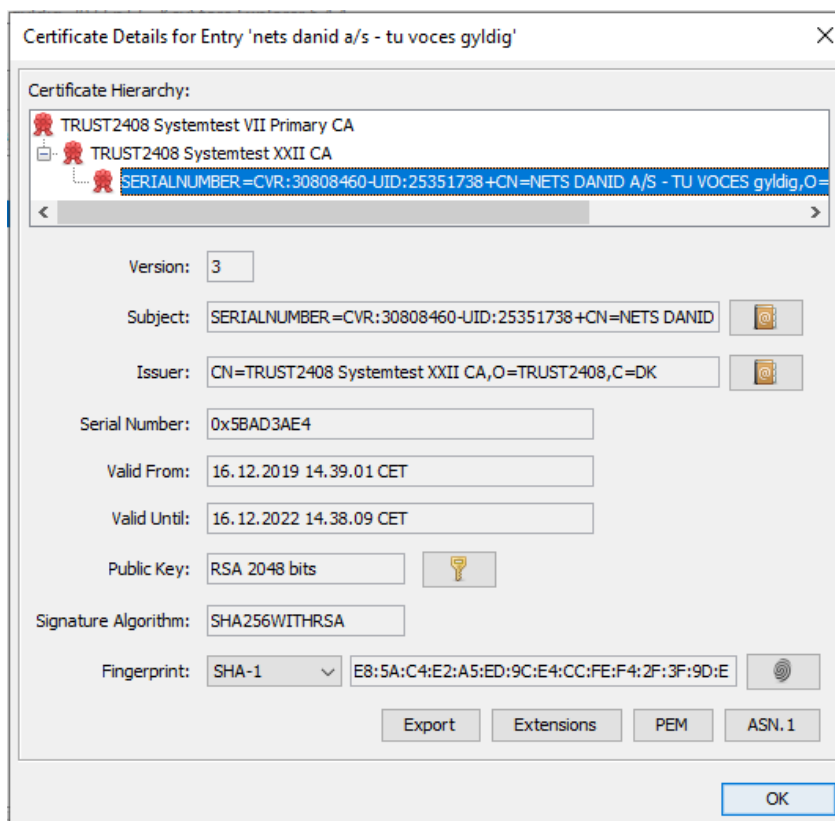 Certificate Details for Entry 'nets danid a/s - tu voces gyldig'
Certificate Hierarchy:
TRUST2408 Systemtest VII Primary CA
TRUST2408 Systemtest XXII CA
SERIALNUMBER=CVR:30808460-UID:25351738+CN=NETS DANID A/S - TU VOCES gyldig,O=
Version: 3
Subject: SERIALNUMBER=CVR:30808460-UID:25351738+CN=NETS DANID
Issuer: CN=TRUST2408 Systemtest XXII CA,O=TRUST2408,C=DK
Serial Number: 0x5BAD3AE4
Valid From: 16.12.2019 14.39.01 CET
Valid Until: 16.12.2022 14.38.09 CET
Public Key: RSA 2048 bits
Signature Algorithm: SHA256WITHRSA
Fingerprint: SHA-1 E8:5A:C4:E2:A5:ED:9C:E4:CC:FE:F4:2F:3F:9D:E
Export Extensions PEM ASN.1
OK